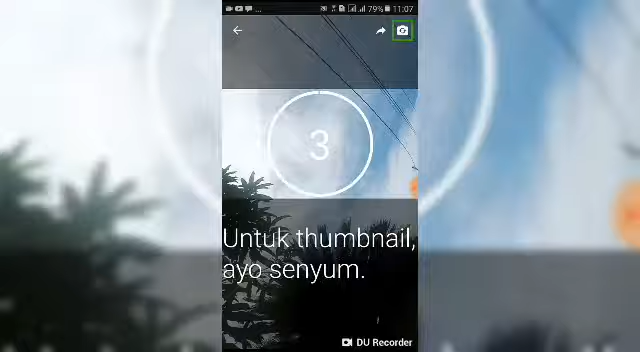 ... 79% 11:07
3
Untuk thumbnail,
ayo senyum.
DU Recorder